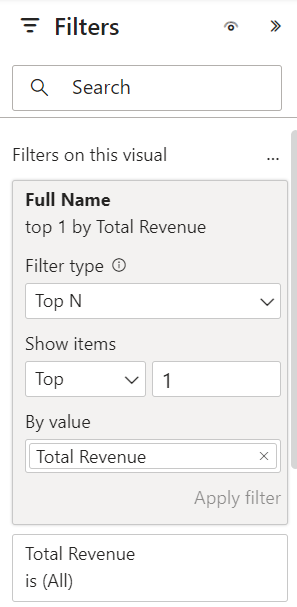 Filters
Search
Filters on this visual
...
Full Name
top 1 by Total Revenue
Filter type
Top N
Show items
Top 1
By value
Total Revenue
Apply filter
Total Revenue
is (All)